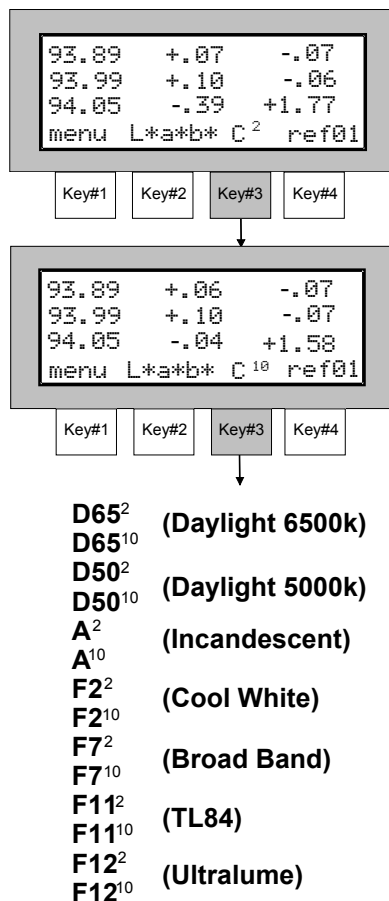 93.89 +.07 -.07
93.99 +.10 -.06
94.05 -.39 +1.77
menu L*a*b* C² ref01
Key#1 Key#2 Key#3 Key#4
93.89 +.06 -.07
93.99 +.10 -.07
94.05 -.04 +1.58
menu L*a*b* C¹⁰ ref01
Key#1 Key#2 Key#3 Key#4
D65²
(Daylight 6500k)
D65¹⁰
D50²
(Daylight 5000k)
D50¹⁰
A²
(Incandescent)
A¹⁰
F2²
(Cool White)
F2¹⁰
F7²
(Broad Band)
F7¹⁰
F11²
(TL84)
F11¹⁰
F12²
(Ultralume)
F12¹⁰